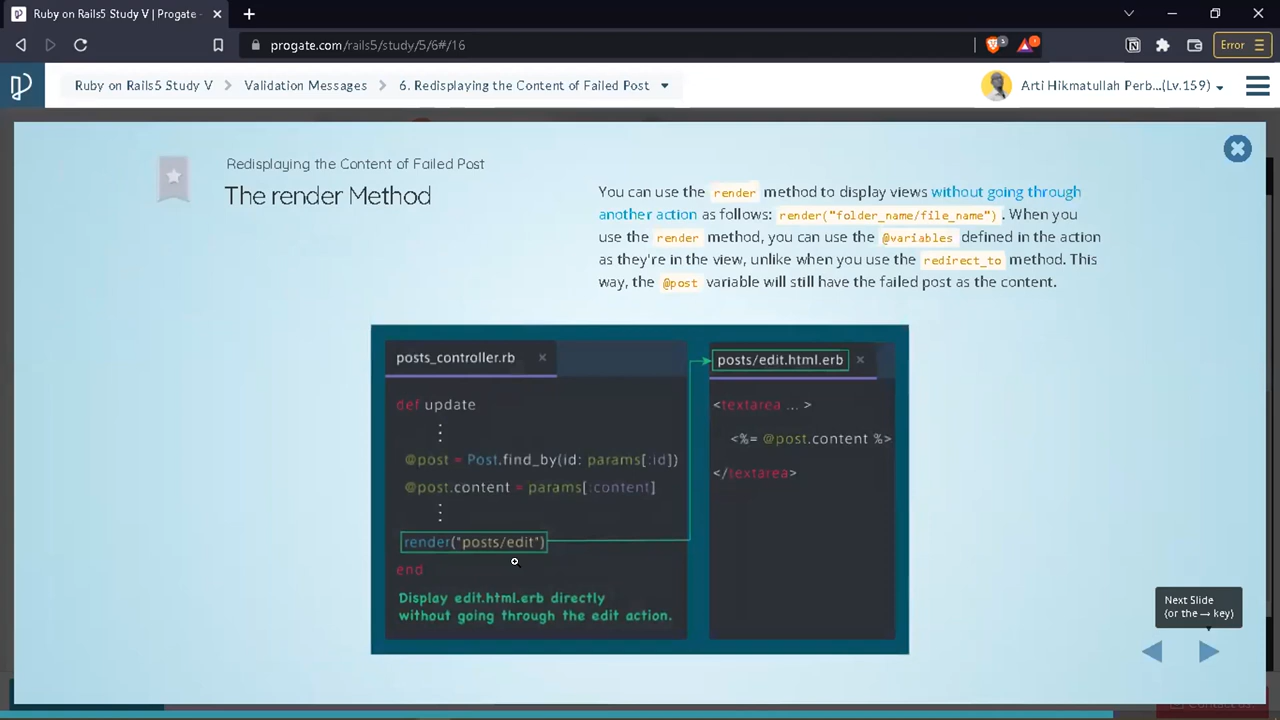 Ruby on Rails5 Study V | Progate -
progate.com/rails5/study/5/6#/16
Error
Ruby on Rails5 Study V
Validation Messages
6. Redisplaying the Content of Failed Post
Arti Hikmatullah Perb...(Lv.159)
Redisplaying the Content of Failed Post
The render Method
You can use the render method to display views without going through
another action as follows: render("folder_name/file_name"). When you
use the render method, you can use the @variables defined in the action
as they're in the view, unlike when you use the redirect_to method. This
way, the @post variable will still have the failed post as the content.
posts_controller.rb
def update
@post = Post.find_by(id: params[:id])
@post.content = params[:content]
render("posts/edit")
end
Display edit.html.erb directly
without going through the edit action.
posts/edit.html.erb
<textarea ... >
<%= @post.content %>
</textarea>
Next Slide
(or the → key)
Contact us